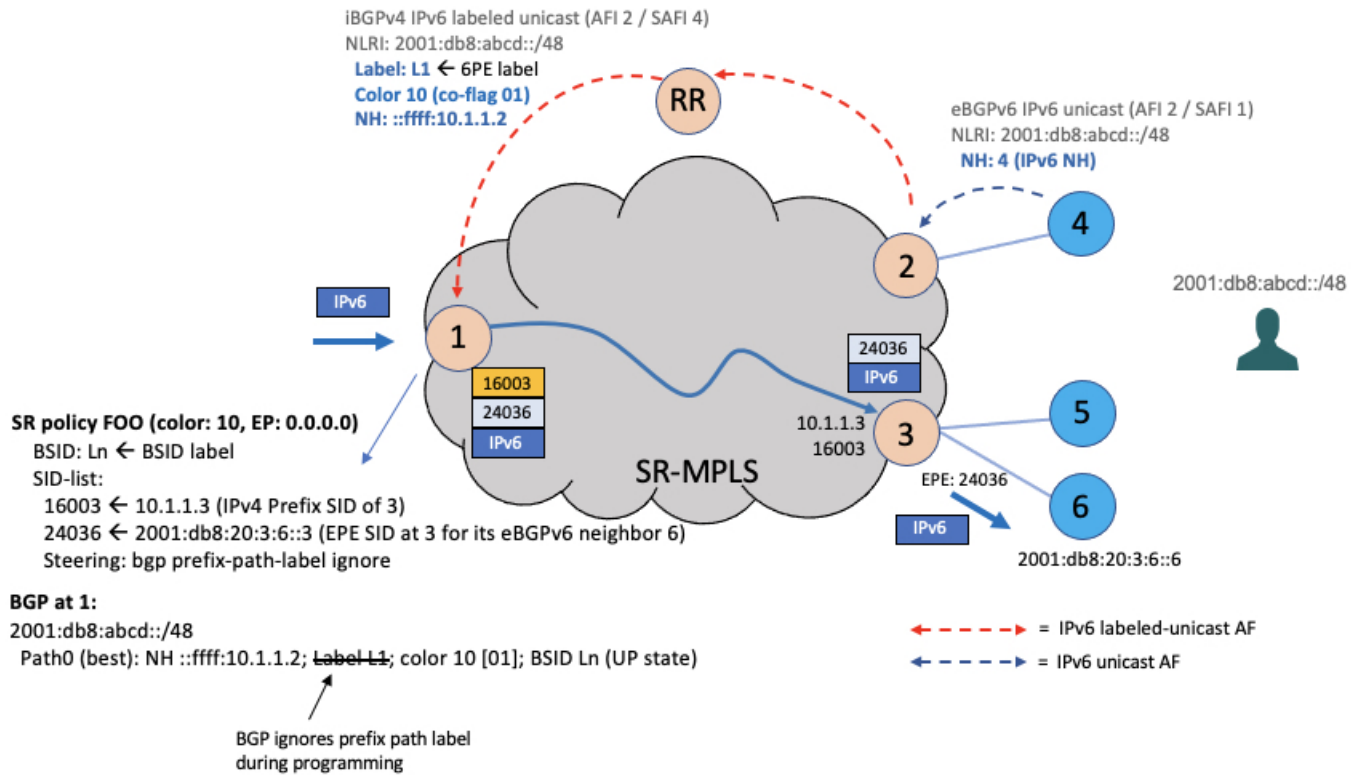 iBGPv4 IPv6 labeled unicast (AFI 2 / SAFI 4)
NLRI: 2001:db8:abcd::/48
Label: L1 ← 6PE label
Color 10 (co-flag 01)
NH: ::ffff:10.1.1.2
RR
eBGPv6 IPv6 unicast (AFI 2 / SAFI 1)
NLRI: 2001:db8:abcd::/48
NH: 4 (IPv6 NH)
4
2
2001:db8:abcd::/48
IPv6
1
16003
24036
IPv6
24036
IPv6
10.1.1.3
16003
3
5
SR-MPLS
EPE: 24036
IPv6
6
2001:db8:20:3:6::6
SR policy FOO (color: 10, EP: 0.0.0.0)
BSID: Ln ← BSID label
SID-list:
16003 ← 10.1.1.3 (IPv4 Prefix SID of 3)
24036 ← 2001:db8:20:3:6::3 (EPE SID at 3 for its eBGPv6 neighbor 6)
Steering: bgp prefix-path-label ignore
BGP at 1:
2001:db8:abcd::/48
Path0 (best): NH ::ffff:10.1.1.2; Label L1; color 10 [01]; BSID Ln (UP state)
BGP ignores prefix path label
during programming
= IPv6 labeled-unicast AF
= IPv6 unicast AF